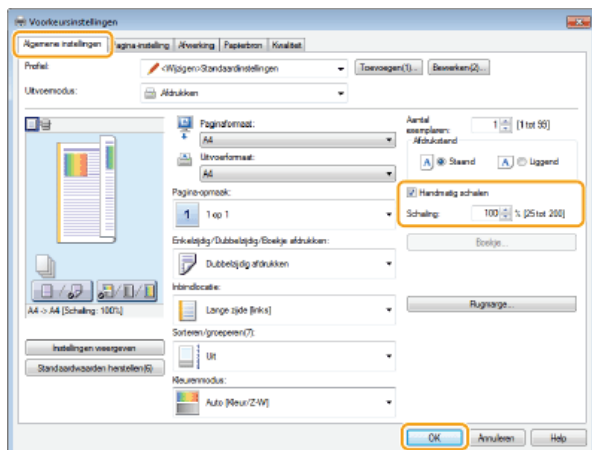 Voorkeursinstellingen
Algemene instellingen Pagina-instelling Afwerking Papierbron Kwaliteit
Profiel: <Wijzigen>Standaardinstellingen Toevoegen(1)... Bewerken(2)...
Uitvoermodus: Afdrukken
Paginaformaat:
A4
Uitvoerformaat:
A4
Pagina-opmaak:
1 1 op 1
Enkelzijdig/Dubbelzijdig/Boekje afdrukken:
Dubbelzijdig afdrukken
Inbindlocatie:
Lange zijde [links]
Sorteren/groeperen(7):
Uit
Kleurenmodus:
Auto [Kleur/Z-W]
A4 -> A4 [Schaling: 100%]
Instellingen weergeven
Standaardwaarden herstellen(6)
Aantal
exemplaren: 1 [1 tot 99]
Afdrukstand
A Staand A Liggend
Handmatig schalen
Schaling: 100 % [25 tot 200]
Boekje...
Rugmarge...
OK Annuleren Help